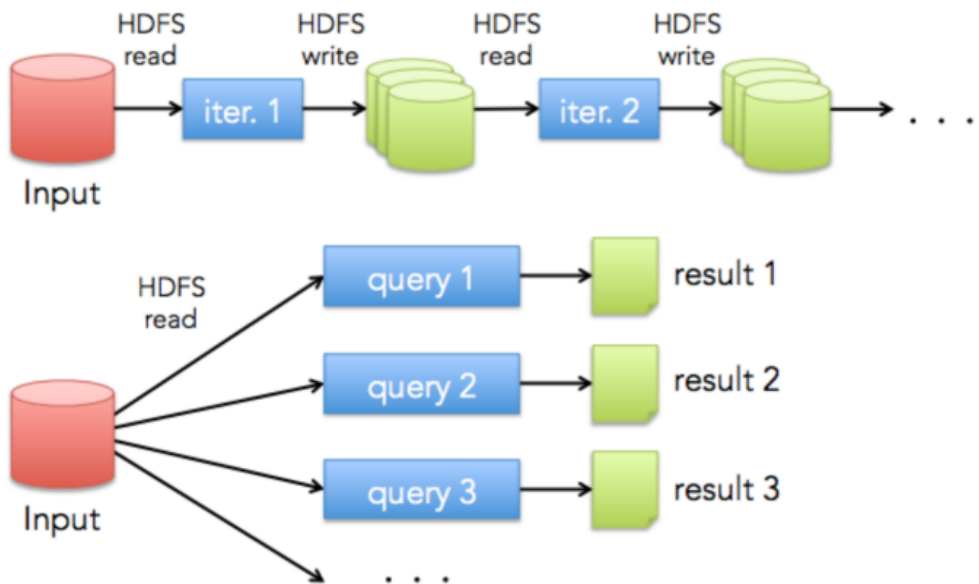 HDFS
read
HDFS
write
HDFS
read
HDFS
write
iter. 1
iter. 2
. . .
Input
HDFS
read
query 1
result 1
query 2
result 2
query 3
result 3
Input
. . .